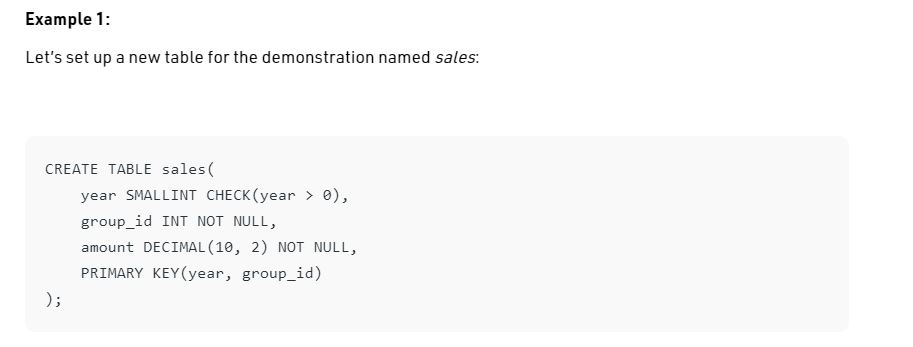 Example 1:
Let's set up a new table for the demonstration named sales:
CREATE TABLE sales(
    year SMALLINT CHECK(year > 0),
    group_id INT NOT NULL,
    amount DECIMAL(10, 2) NOT NULL,
    PRIMARY KEY(year, group_id)
);